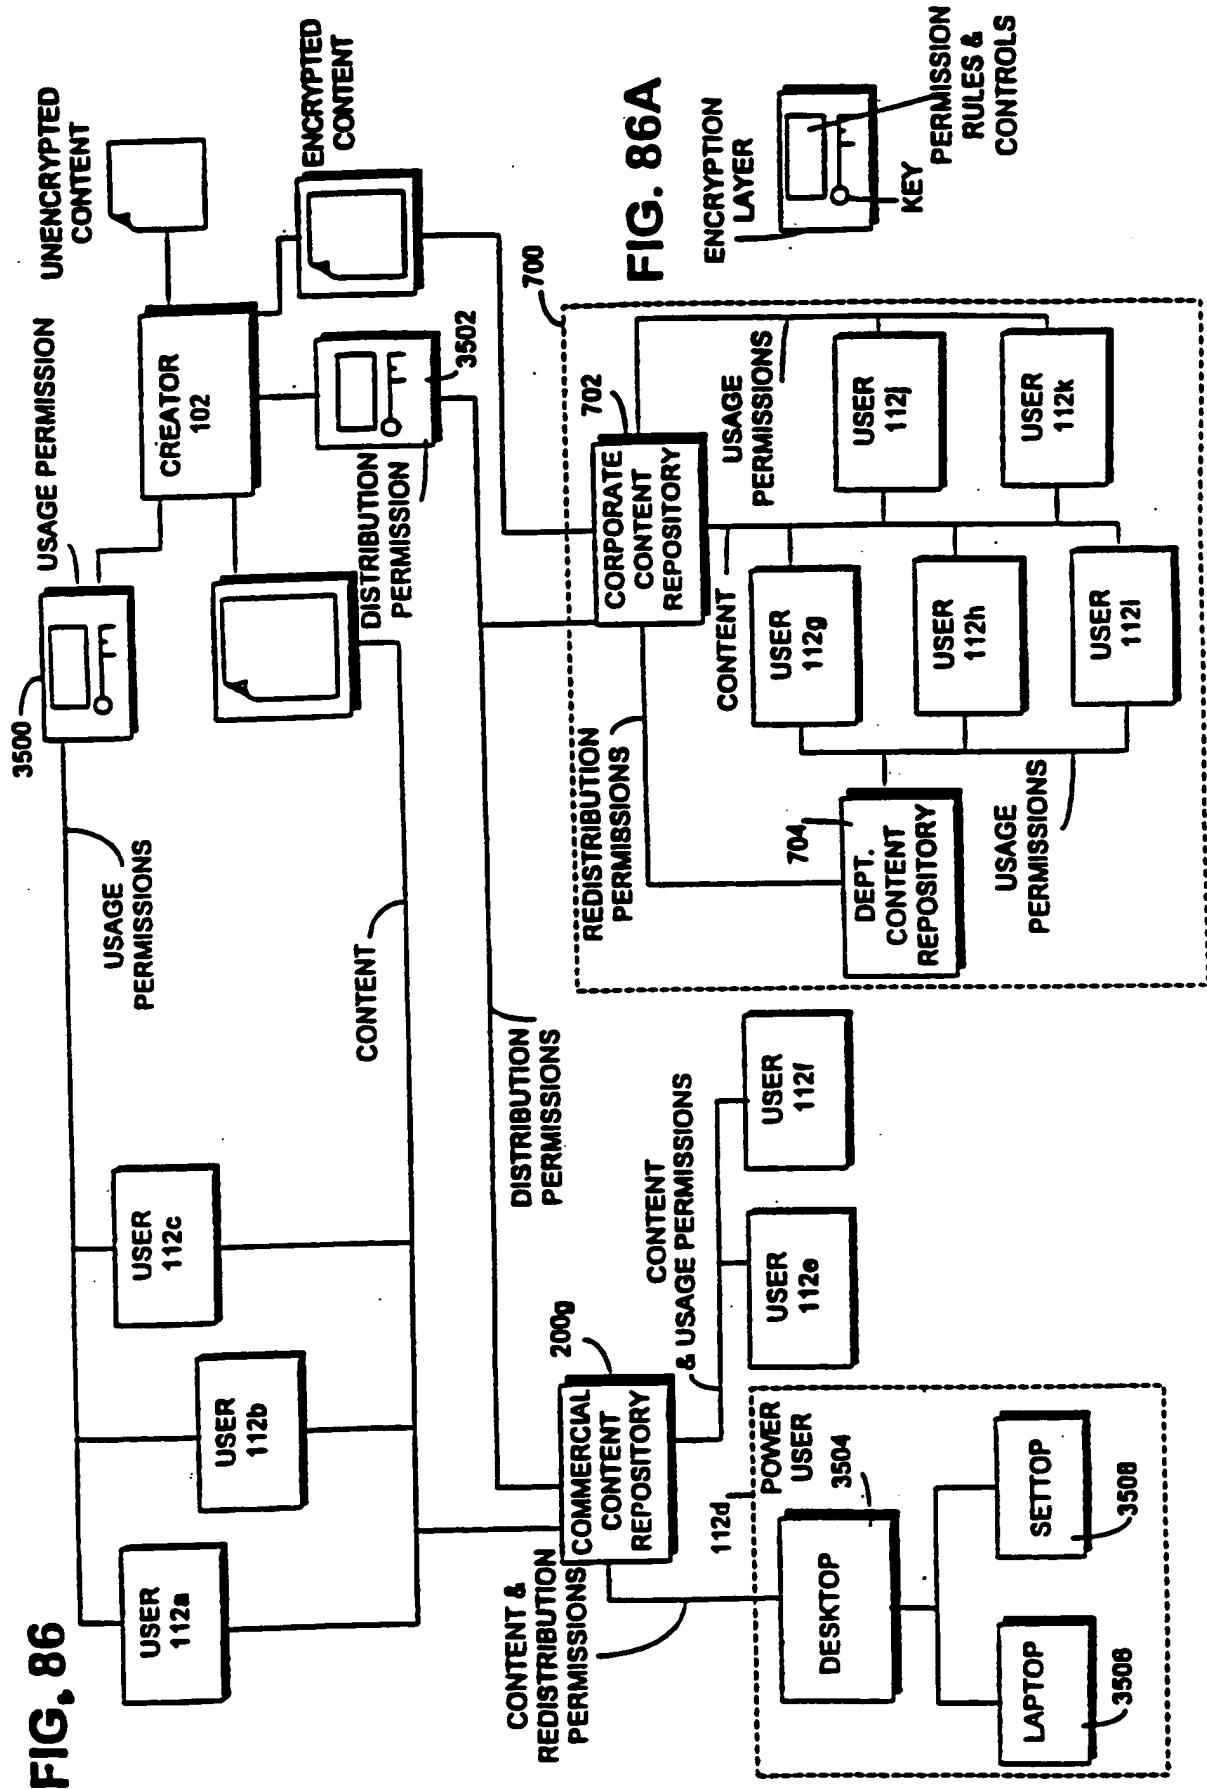 FIG. 86
USER
112a
USER
112b
USER
112c
USAGE
PERMISSIONS
CONTENT
3500
USAGE PERMISSION
CREATOR
102
UNENCRYPTED
CONTENT
ENCRYPTED
CONTENT
DISTRIBUTION
PERMISSION
3502
DISTRIBUTION
PERMISSIONS
CONTENT &
REDISTRIBUTION
PERMISSIONS
COMMERCIAL
CONTENT
REPOSITORY
200g
CONTENT
& USAGE PERMISSIONS
USER
112e
USER
112f
112d
POWER
USER
3504
DESKTOP
LAPTOP
3506
SETTOP
3508
700
702
CORPORATE
CONTENT
REPOSITORY
REDISTRIBUTION
PERMISSIONS
704
DEPT.
CONTENT
REPOSITORY
CONTENT
USAGE
PERMISSIONS
USER
112g
USER
112h
USER
112i
USER
112j
USER
112k
USAGE
PERMISSIONS
FIG. 86A
ENCRYPTION
LAYER
KEY
PERMISSION
RULES &
CONTROLS